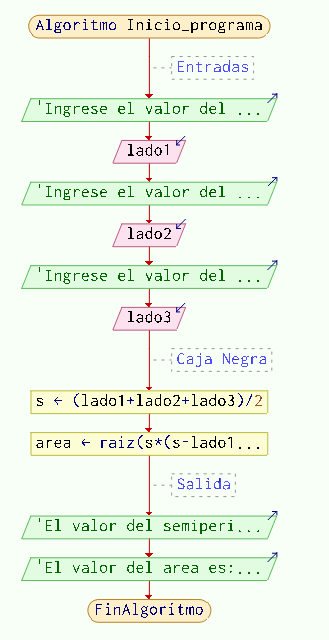 Algoritmo Inicio_programa
Entradas
'Ingrese el valor del ...
lado1
'Ingrese el valor del ...
lado2
'Ingrese el valor del ...
lado3
Caja Negra
s ← (lado1+lado2+lado3)/2
area ← raiz(s*(s-lado1...
Salida
'El valor del semiperi...
'El valor del area es:...
FinAlgoritmo